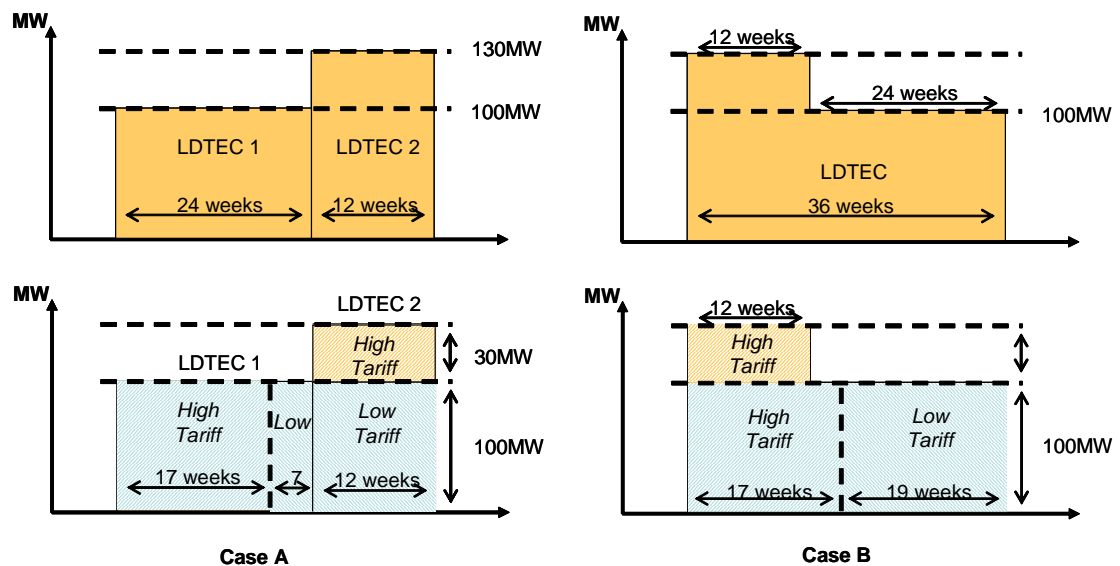 MW
130MW
100MW
LDTEC 1
LDTEC 2
24 weeks
12 weeks
MW
12 weeks
24 weeks
100MW
LDTEC
36 weeks
MW
LDTEC 2
LDTEC 1
High
Tariff
30MW
High
Tariff
Low
Low
Tariff
100MW
17 weeks
7
12 weeks
Case A
MW
12 weeks
High
Tariff
High
Tariff
Low
Tariff
100MW
17 weeks
19 weeks
Case B